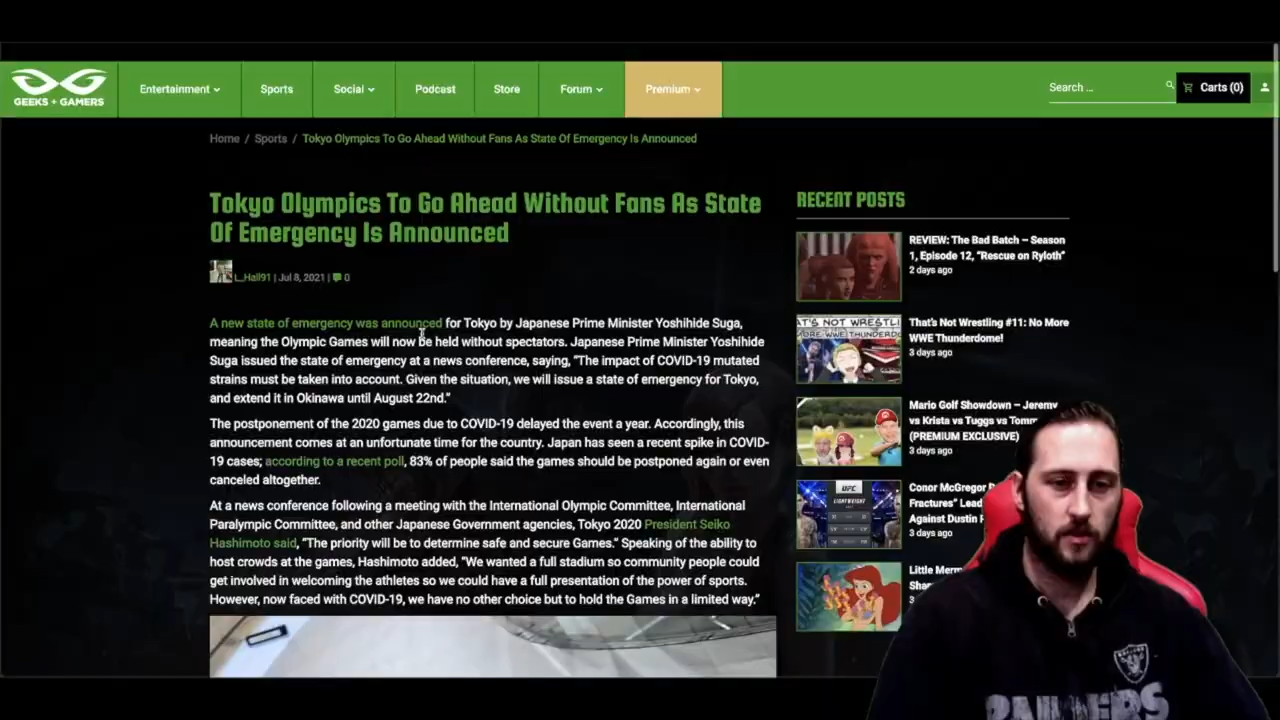 GEEKS + GAMERS
Entertainment
Sports
Social
Podcast
Store
Forum
Premium
Search ...
Carts (0)
Home / Sports / Tokyo Olympics To Go Ahead Without Fans As State Of Emergency Is Announced
Tokyo Olympics To Go Ahead Without Fans As State
Of Emergency Is Announced
L_Hall91 | Jul 8, 2021 | 0
A new state of emergency was announced for Tokyo by Japanese Prime Minister Yoshihide Suga,
meaning the Olympic Games will now be held without spectators. Japanese Prime Minister Yoshihide
Suga issued the state of emergency at a news conference, saying, “The impact of COVID-19 mutated
strains must be taken into account. Given the situation, we will issue a state of emergency for Tokyo,
and extend it in Okinawa until August 22nd.”
The postponement of the 2020 games due to COVID-19 delayed the event a year. Accordingly, this
announcement comes at an unfortunate time for the country. Japan has seen a recent spike in COVID-
19 cases; according to a recent poll, 83% of people said the games should be postponed again or even
canceled altogether.
At a news conference following a meeting with the International Olympic Committee, International
Paralympic Committee, and other Japanese Government agencies, Tokyo 2020 President Seiko
Hashimoto said, “The priority will be to determine safe and secure Games.” Speaking of the ability to
host crowds at the games, Hashimoto added, “We wanted a full stadium so community people could
get involved in welcoming the athletes so we could have a full presentation of the power of sports.
However, now faced with COVID-19, we have no other choice but to hold the Games in a limited way.”
RECENT POSTS
REVIEW: The Bad Batch – Season
1, Episode 12, “Rescue on Ryloth”
2 days ago
That’s Not Wrestling #11: No More
WWE Thunderdome!
3 days ago
Mario Golf Showdown – Jeremy
vs Krista vs Tuggs vs
(PREMIUM EXCLUSIVE)
3 days ago
Conor McGregor
Fractures” Lead
Against Dustin
3 days ago
Little
UFC
LIGHTWEIGHT
RAIDERS
RAIDERS